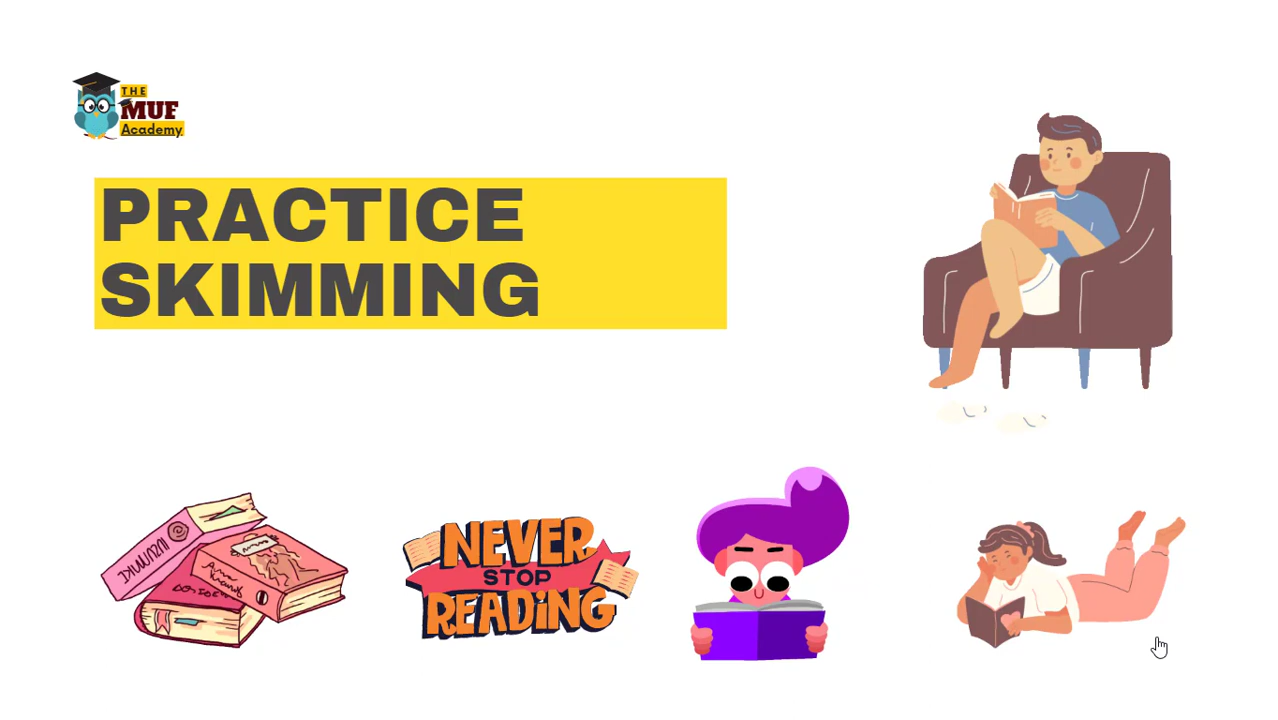 THE
MUF
Academy
PRACTICE
SKIMMING
NEVER
STOP
READING